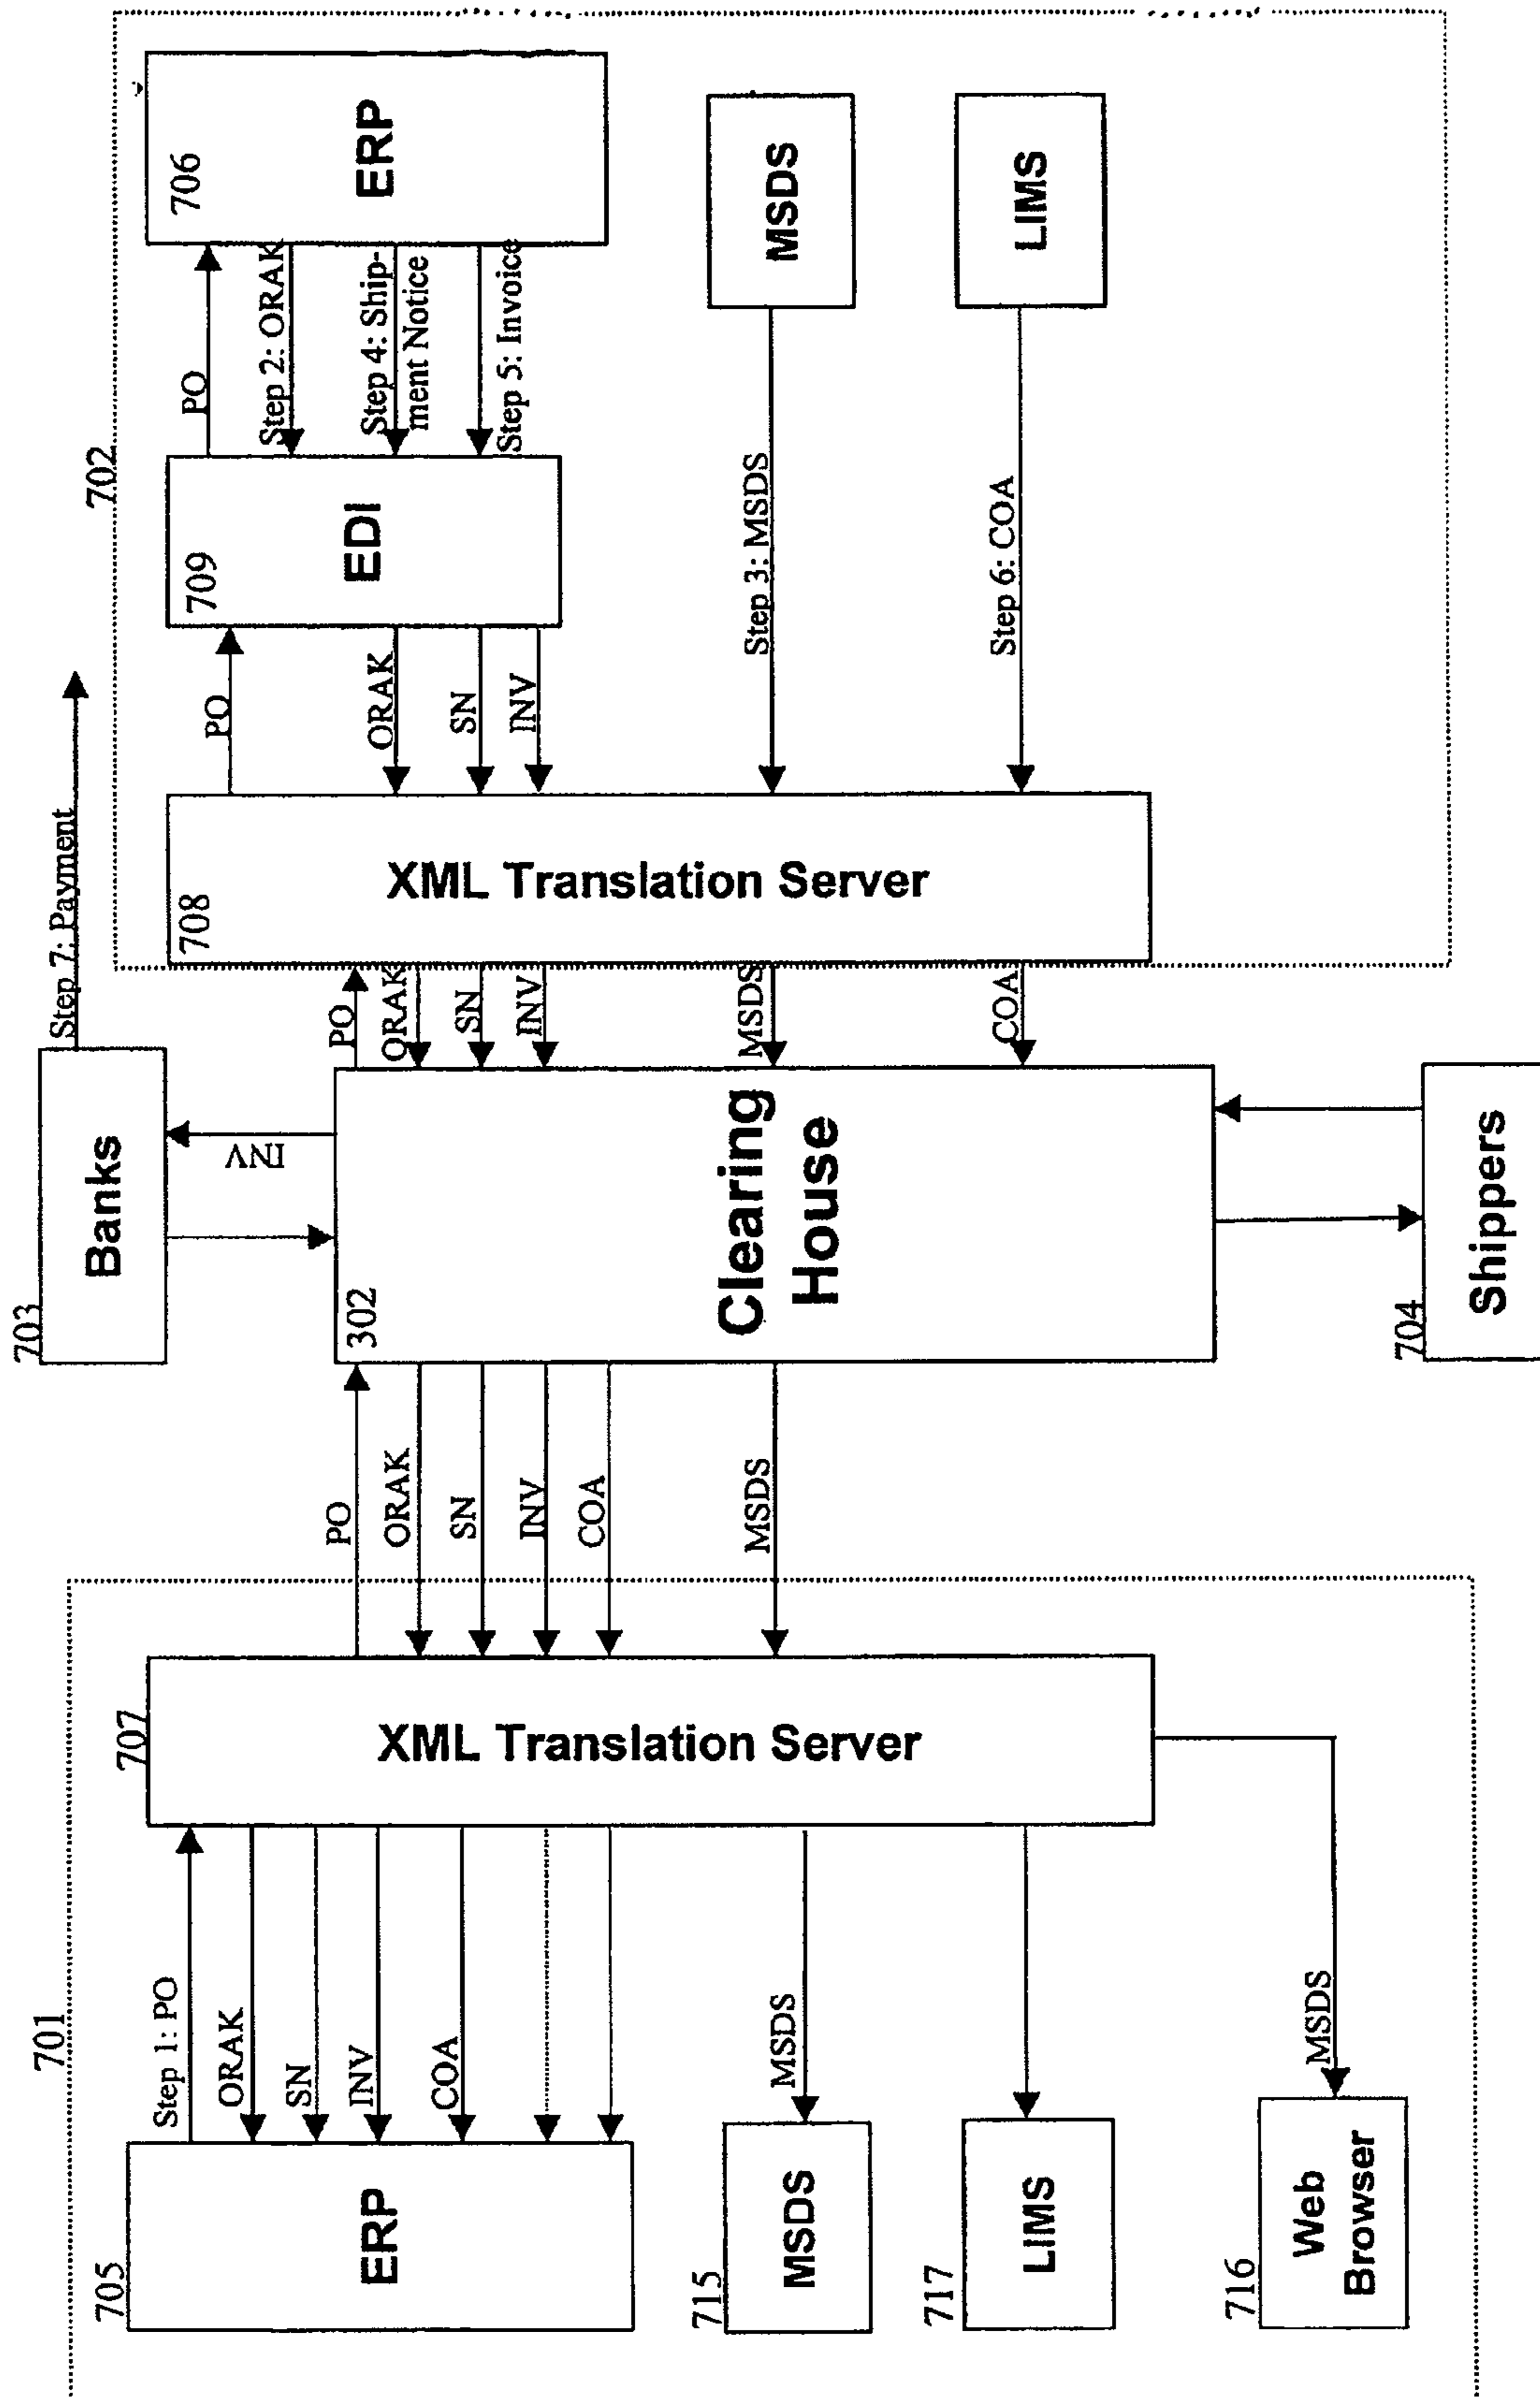 701
705
ERP
Step 1: PO
ORAK
SN
INV
COA
715
MSDS
MSDS
717
LIMS
716
Web
Browser
MSDS
707
XML Translation Server
PO
ORAK
SN
INV
COA
MSDS
703
Banks
INV
Step 7: Payment
302
Clearing
House
704
Shippers
PO
ORAK
SN
INV
MSDS
COA
702
708
XML Translation Server
PO
ORAK
SN
INV
Step 3: MSDS
Step 6: COA
709
EDI
PO
Step 2: ORAK
Step 4: Ship-
ment Notice
Step 5: Invoice
706
ERP
MSDS
LIMS